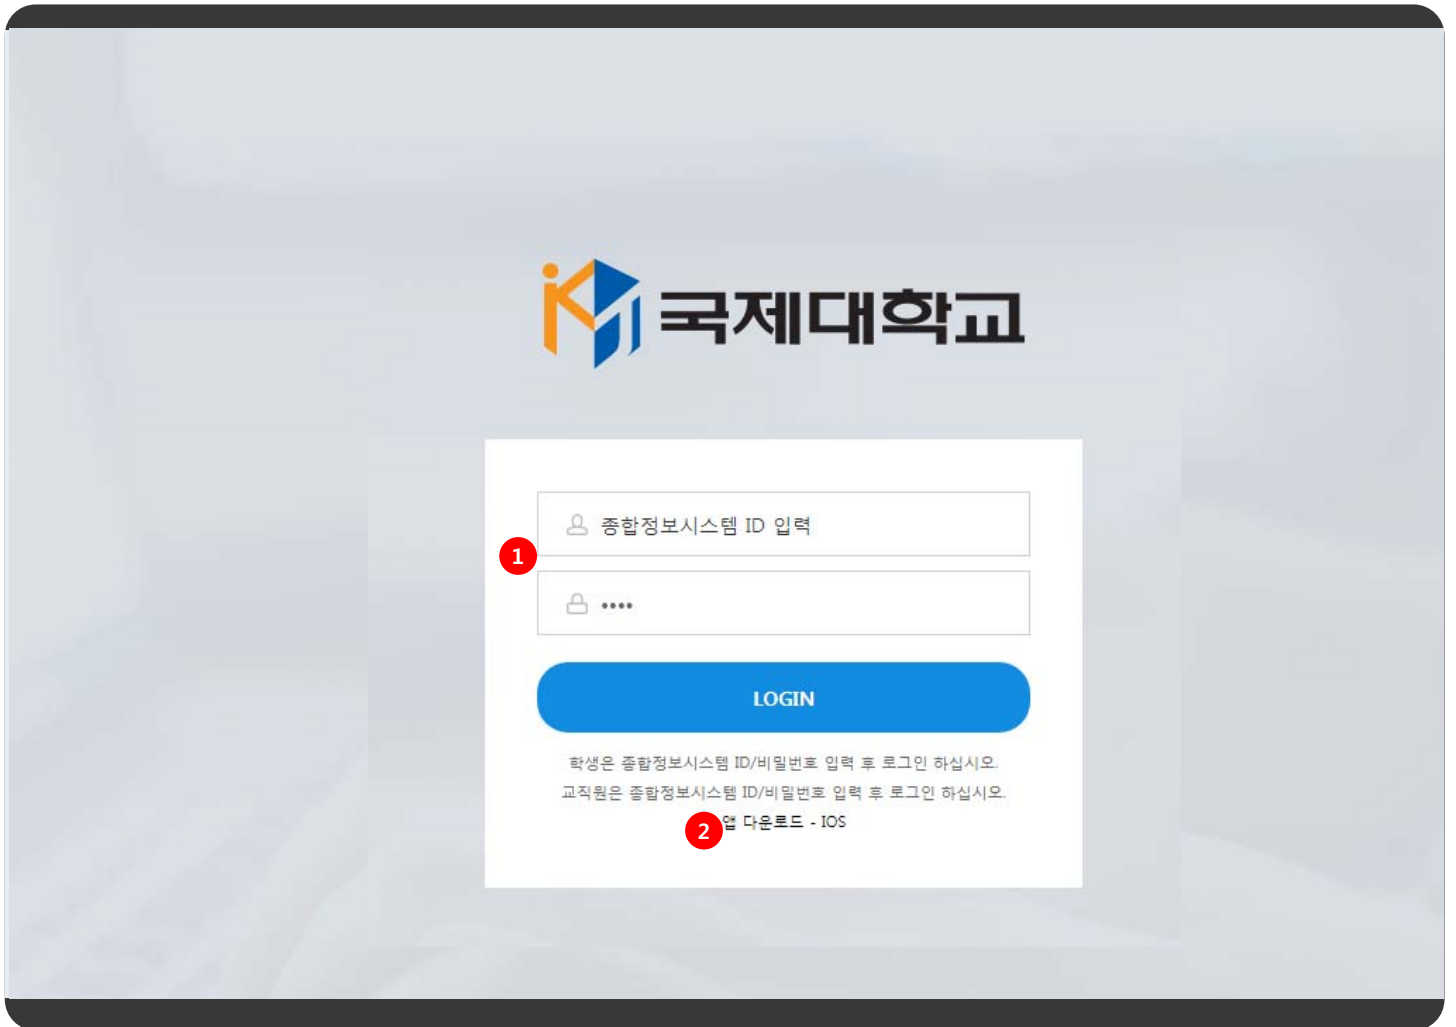 국제대학교
종합정보시스템 ID 입력
1
••••
LOGIN
학생은 종합정보시스템 ID/비밀번호 입력 후 로그인 하십시오.
교직원은 종합정보시스템 ID/비밀번호 입력 후 로그인 하십시오.
2 앱 다운로드 - IOS